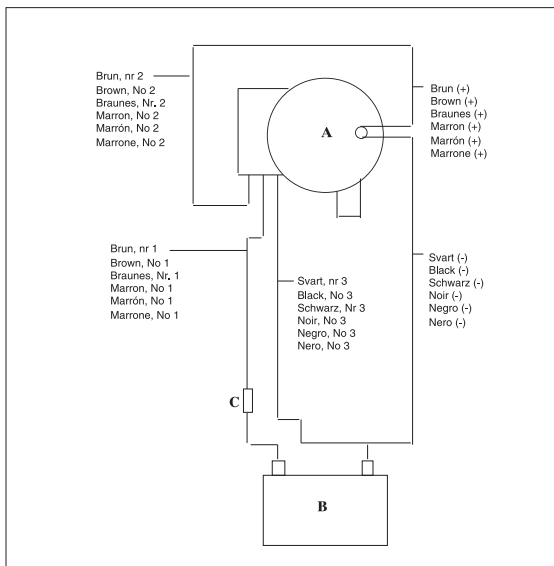 Brun, nr 2
Brown, No 2
Braunes, Nr. 2
Marron, No 2
Marrón, No 2
Marrone, No 2
A
Brun (+)
Brown (+)
Braunes (+)
Marron (+)
Marrón (+)
Marrone (+)
Brun, nr 1
Brown, No 1
Braunes, Nr. 1
Marron, No 1
Marrón, No 1
Marrone, No 1
Svart, nr 3
Black, No 3
Schwarz, Nr 3
Noir, No 3
Negro, No 3
Nero, No 3
Svart (-)
Black (-)
Schwarz (-)
Noir (-)
Negro (-)
Nero (-)
C
B